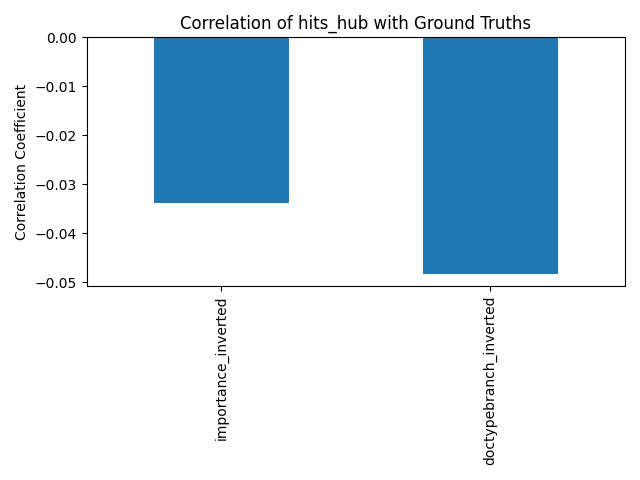 Correlation of hits_hub with Ground Truths
0.00
−0.01
−0.02
−0.03
−0.04
−0.05
Correlation Coefficient
importance_inverted
doctypebranch_inverted